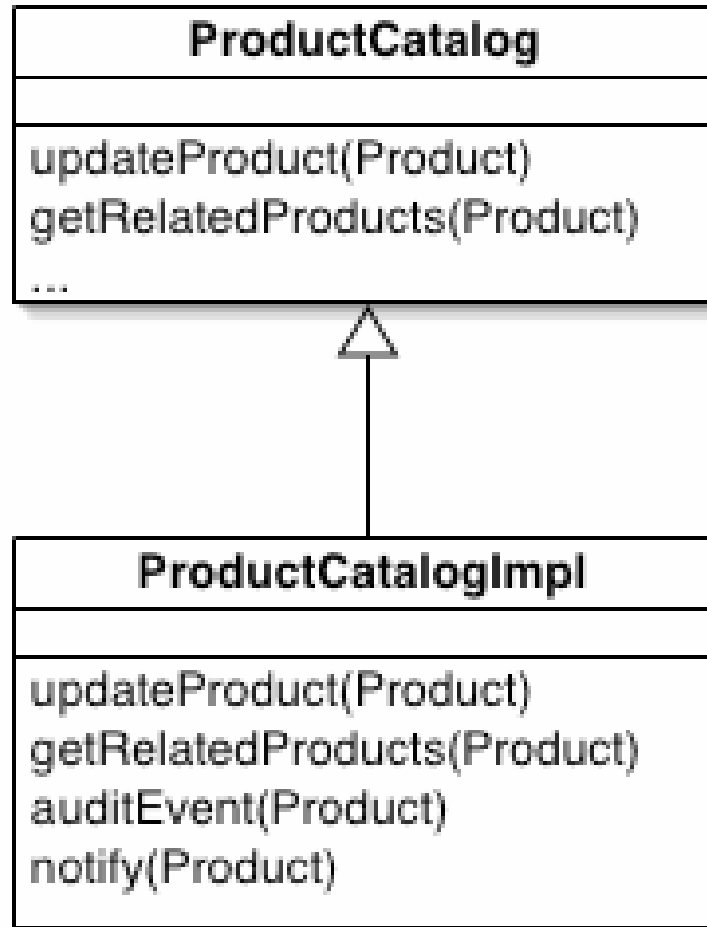 ProductCatalog
updateProduct(Product)
getRelatedProducts(Product)
...
ProductCatalogImpl
updateProduct(Product)
getRelatedProducts(Product)
auditEvent(Product)
notify(Product)